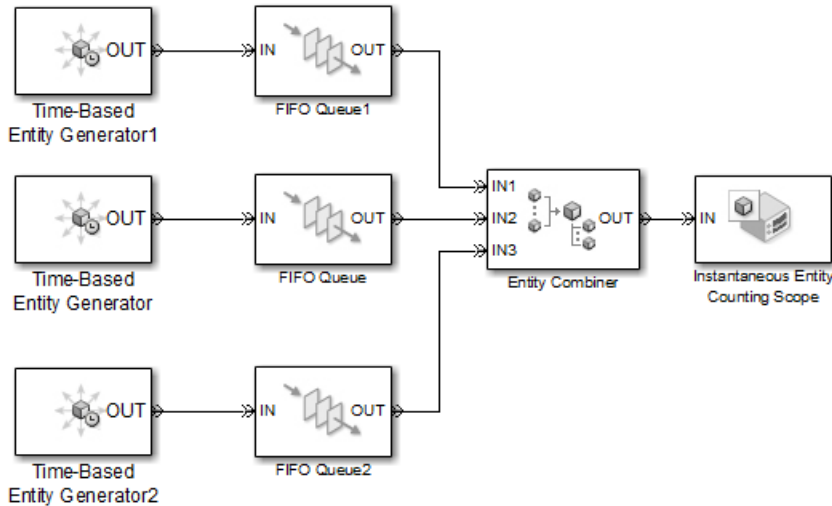 OUT
Time-Based
Entity Generator1
IN
OUT
FIFO Queue1
OUT
Time-Based
Entity Generator
IN
OUT
FIFO Queue
IN1
IN2
IN3
OUT
Entity Combiner
IN
Instantaneous Entity
Counting Scope
OUT
Time-Based
Entity Generator2
IN
OUT
FIFO Queue2